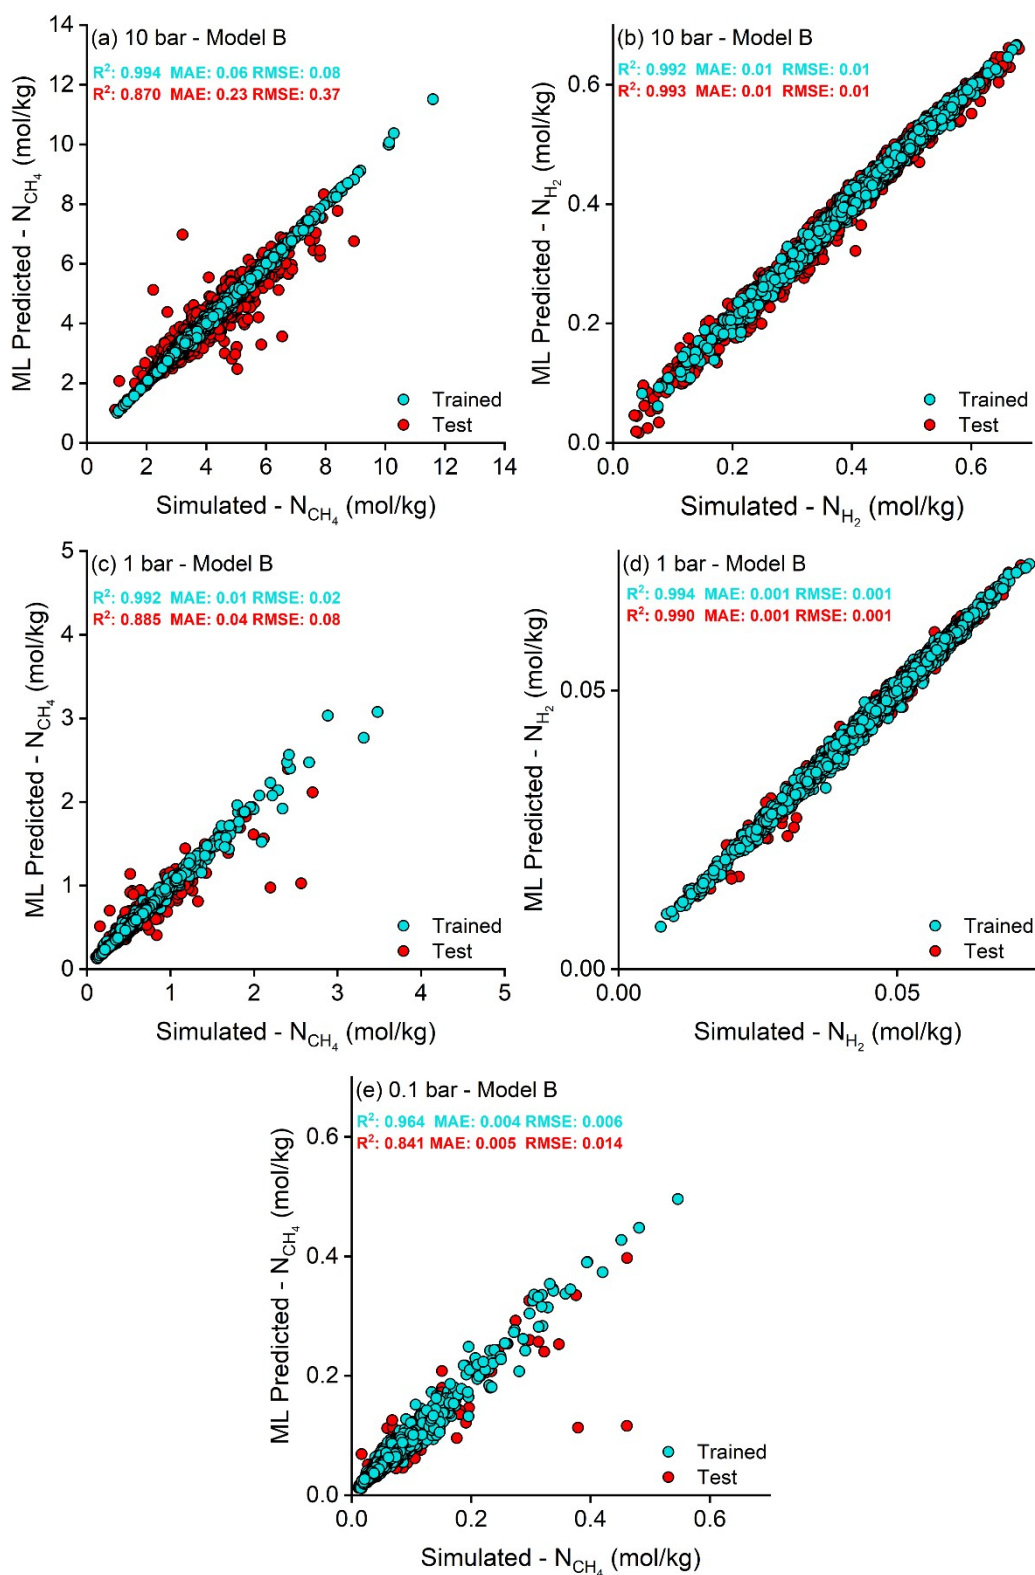 (a) 10 bar - Model B
R²: 0.994 MAE: 0.06 RMSE: 0.08
R²: 0.870 MAE: 0.23 RMSE: 0.37
14
12
10
8
6
4
2
0
ML Predicted - N_CH₄ (mol/kg)
Trained
Test
2 4 6 8 10 12 14
Simulated - N_CH₄ (mol/kg)
(b) 10 bar - Model B
R²: 0.992 MAE: 0.01 RMSE: 0.01
R²: 0.993 MAE: 0.01 RMSE: 0.01
0.6
0.4
0.2
0.0
ML Predicted - N_H₂ (mol/kg)
Trained
Test
0.0 0.2 0.4 0.6
Simulated - N_H₂ (mol/kg)
(c) 1 bar - Model B
R²: 0.992 MAE: 0.01 RMSE: 0.02
R²: 0.885 MAE: 0.04 RMSE: 0.08
5
4
3
2
1
0
ML Predicted - N_CH₄ (mol/kg)
Trained
Test
0 1 2 3 4 5
Simulated - N_CH₄ (mol/kg)
(d) 1 bar - Model B
R²: 0.994 MAE: 0.001 RMSE: 0.001
R²: 0.990 MAE: 0.001 RMSE: 0.001
0.05
0.00
ML Predicted - N_H₂ (mol/kg)
Trained
Test
0.00 0.05
Simulated - N_H₂ (mol/kg)
(e) 0.1 bar - Model B
R²: 0.964 MAE: 0.004 RMSE: 0.006
R²: 0.841 MAE: 0.005 RMSE: 0.014
0.6
0.4
0.2
0.0
ML Predicted - N_CH₄ (mol/kg)
Trained
Test
0.0 0.2 0.4 0.6
Simulated - N_CH₄ (mol/kg)